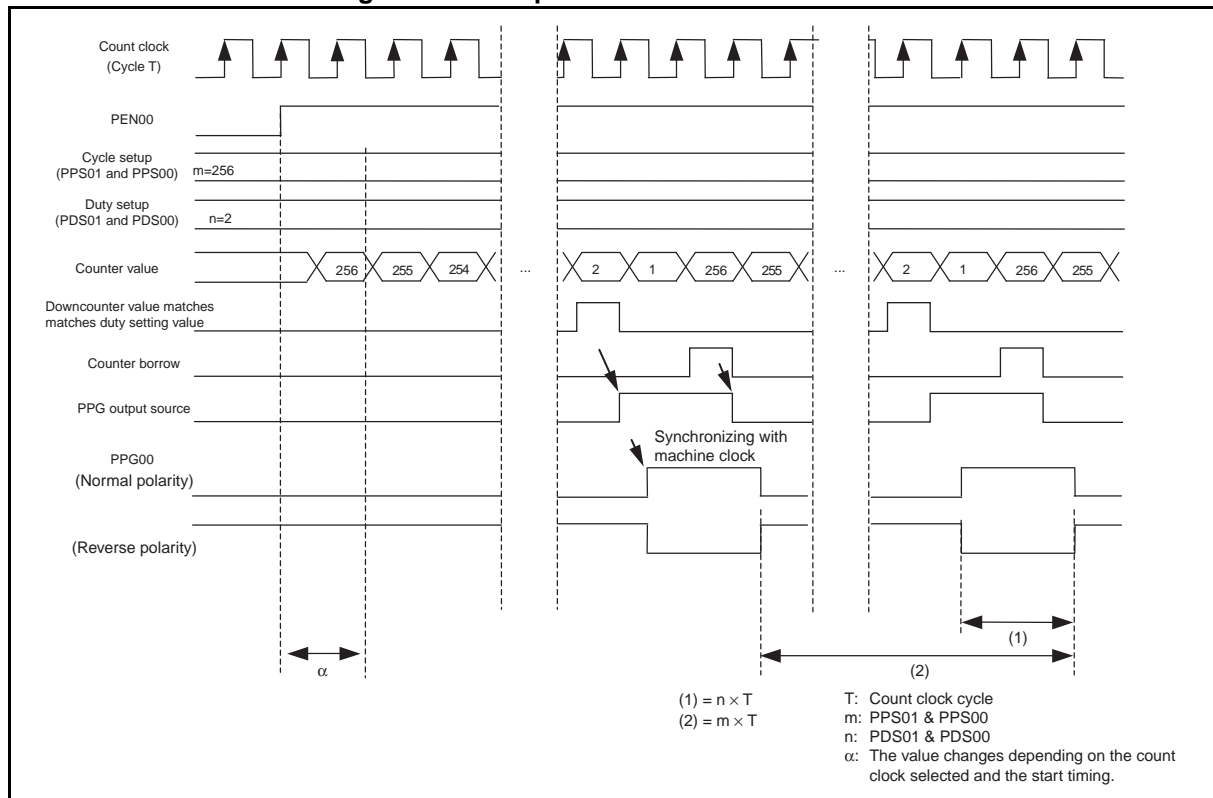 Count clock
(Cycle T)
PEN00
Cycle setup
(PPS01 and PPS00) m=256
Duty setup
(PDS01 and PDS00) n=2
Counter value
256 255 254 ... 2 1 256 255 ... 2 1 256 255
Downcounter value matches
matches duty setting value
Counter borrow
PPG output source
Synchronizing with
machine clock
PPG00
(Normal polarity)
(Reverse polarity)
(1)
α
(2)
(1) = n × T
(2) = m × T
T: Count clock cycle
m: PPS01 & PPS00
n: PDS01 & PDS00
α: The value changes depending on the count
clock selected and the start timing.